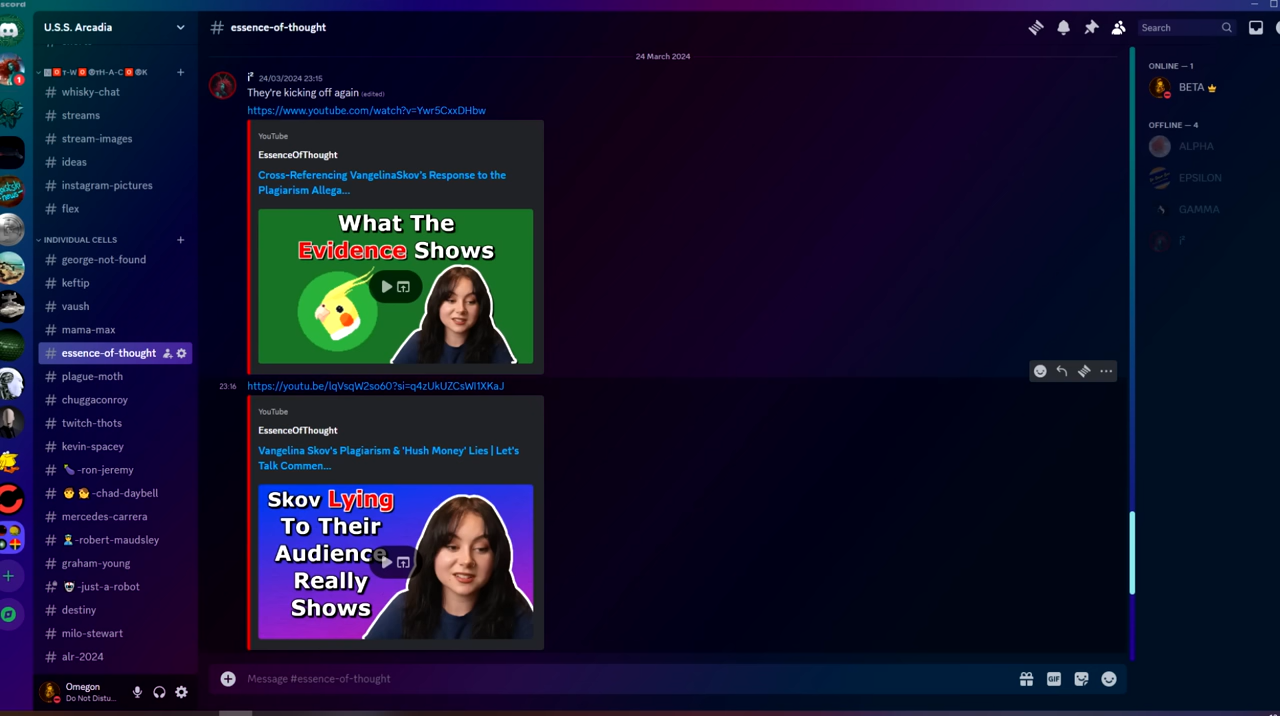 scord
U.S.S. Arcadia
# essence-of-thought
Search
24 March 2024
whisky-chat
streams
stream-images
ideas
instagram-pictures
flex
INDIVIDUAL CELLS
george-not-found
keftip
vaush
mama-max
essence-of-thought
plague-moth
chuggaconroy
twitch-thots
kevin-spacey
🍆-ron-jeremy
-chad-daybell
mercedes-carrera
-robert-maudsley
graham-young
-just-a-robot
destiny
milo-stewart
alr-2024
Omegon
Do Not Distu...
24/03/2024 23:15
They're kicking off again (edited)
https://www.youtube.com/watch?v=Ywr5CxxDHbw
YouTube
EssenceOfThought
Cross-Referencing VangelinaSkov's Response to the
Plagiarism Allega...
What The
Evidence Shows
23:16
https://youtu.be/lqVsqW2so60?si=q4zUkUZCsWI1XKaJ
YouTube
EssenceOfThought
Vangelina Skov's Plagiarism & 'Hush Money' Lies | Let's
Talk Commen...
Skov Lying
To Their
Audience
Really
Shows
Message #essence-of-thought
GIF
ONLINE — 1
BETA
OFFLINE — 4
ALPHA
EPSILON
GAMMA